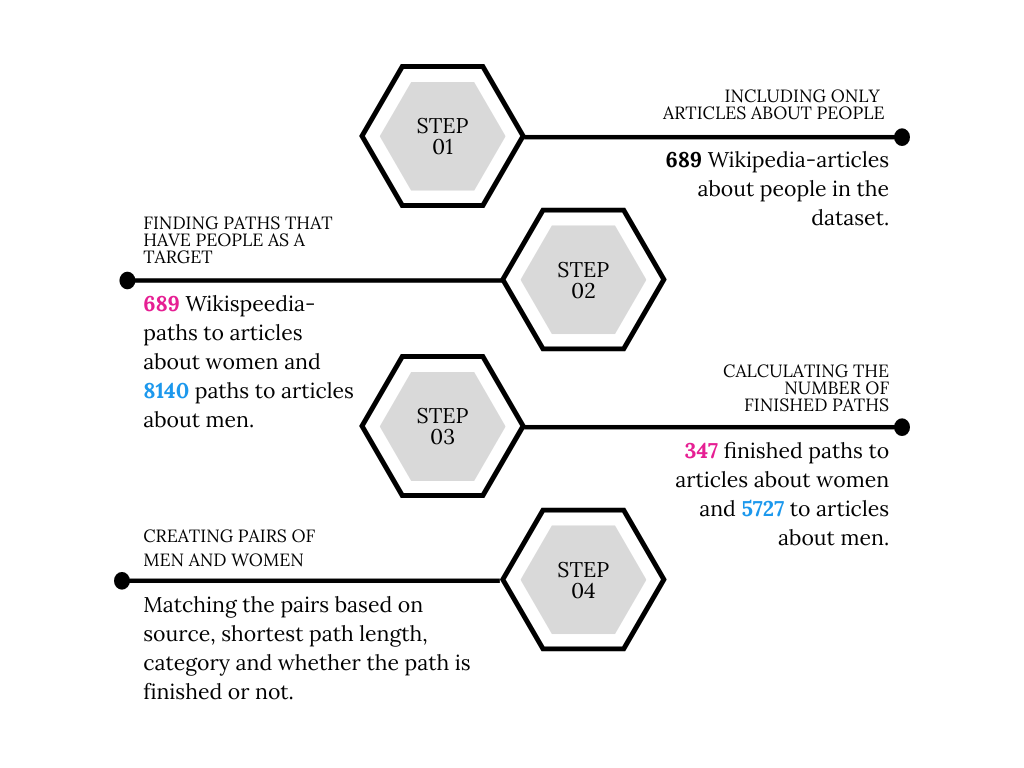 STEP
01
INCLUDING ONLY
ARTICLES ABOUT PEOPLE
689 Wikipedia-articles
about people in the
dataset.
FINDING PATHS THAT
HAVE PEOPLE AS A
TARGET
STEP
02
689 Wikispeedia-
paths to articles
about women and
8140 paths to articles
about men.
STEP
03
CALCULATING THE
NUMBER OF
FINISHED PATHS
347 finished paths to
articles about women
and 5727 to articles
about men.
CREATING PAIRS OF
MEN AND WOMEN
STEP
04
Matching the pairs based on
source, shortest path length,
category and whether the path is
finished or not.